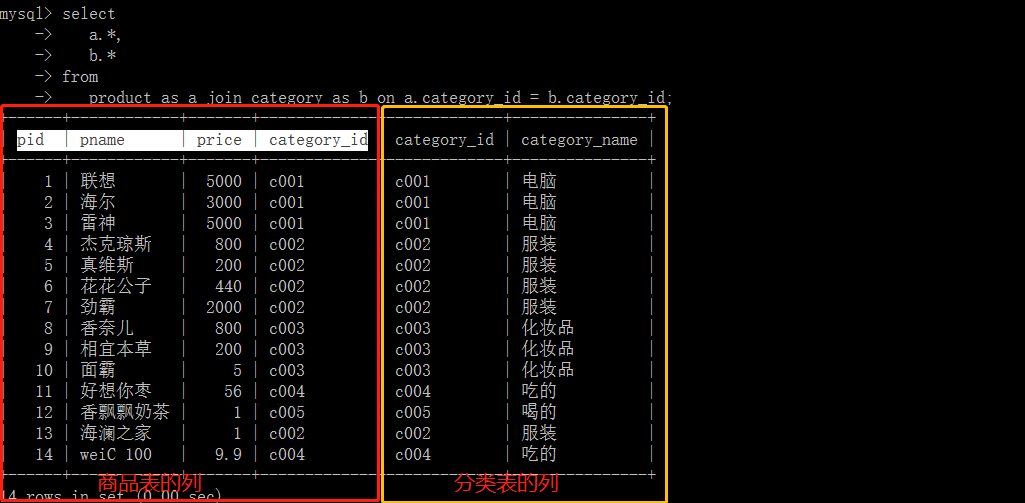 mysql> select
    -> a.*,
    -> b.*
    -> from
    -> product as a join category as b on a.category_id = b.category_id;
pid | pname | price | category_id | category_id | category_name |
1 | 联想 | 5000 | c001 | c001 | 电脑 |
2 | 海尔 | 3000 | c001 | c001 | 电脑 |
3 | 雷神 | 5000 | c001 | c001 | 电脑 |
4 | 杰克琼斯 | 800 | c002 | c002 | 服装 |
5 | 真维斯 | 200 | c002 | c002 | 服装 |
6 | 花花公子 | 440 | c002 | c002 | 服装 |
7 | 劲霸 | 2000 | c002 | c002 | 服装 |
8 | 香奈儿 | 800 | c003 | c003 | 化妆品 |
9 | 相宜本草 | 200 | c003 | c003 | 化妆品 |
10 | 面霸 | 5 | c003 | c003 | 化妆品 |
11 | 好想你枣 | 56 | c004 | c004 | 吃的 |
12 | 香飘飘奶茶 | 1 | c005 | c005 | 喝的 |
13 | 海澜之家 | 1 | c002 | c002 | 服装 |
14 | weiC 100 | 9.9 | c004 | c004 | 吃的 |
商品表的列 分类表的列
14 rows in set (0.00 sec)